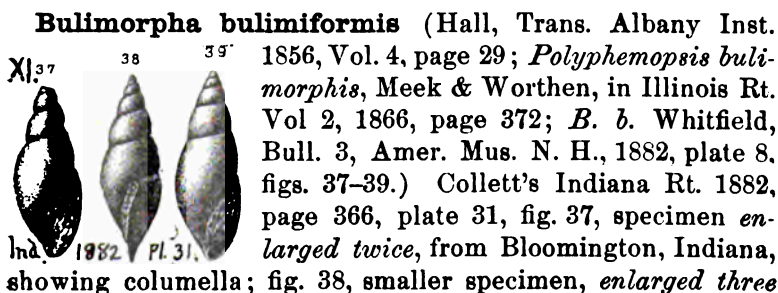 Bulimorpha bulimiformis (Hall, Trans. Albany Inst.
1856, Vol. 4, page 29; Polyphemopsis buli-
morphis, Meek & Worthen, in Illinois Rt.
Vol 2, 1866, page 372; B. b. Whitfield,
Bull. 3, Amer. Mus. N. H., 1882, plate 8,
figs. 37–39.) Collett's Indiana Rt. 1882,
page 366, plate 31, fig. 37, specimen en-
larged twice, from Bloomington, Indiana,
showing columella; fig. 38, smaller specimen, enlarged three
XI. 37 38 39
Ind. 1882 Pl. 31.